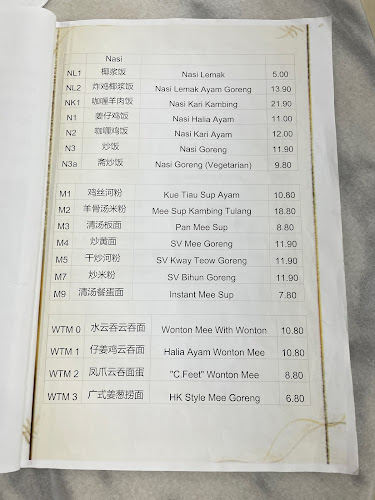 Nasi
NL1 椰浆饭 Nasi Lemak 5.00
NL2 炸鸡椰浆饭 Nasi Lemak Ayam Goreng 13.90
NK1 咖喱羊肉饭 Nasi Kari Kambing 21.90
N1 姜仔鸡饭 Nasi Halia Ayam 11.00
N2 咖喱鸡饭 Nasi Kari Ayam 12.00
N3 炒饭 Nasi Goreng 11.90
N3a 斋炒饭 Nasi Goreng (Vegetarian) 9.80
M1 鸡丝河粉 Kue Tiau Sup Ayam 10.80
M2 羊骨汤米粉 Mee Sup Kambing Tulang 18.80
M3 清汤板面 Pan Mee Sup 8.80
M4 炒黄面 SV Mee Goreng 11.90
M5 干炒河粉 SV Kway Teow Goreng 11.90
M7 炒米粉 SV Bihun Goreng 11.90
M9 清汤餐蛋面 Instant Mee Sup 7.80
WTM 0 水云吞云吞面 Wonton Mee With Wonton 10.80
WTM 1 仔姜鸡云吞面 Halia Ayam Wonton Mee 10.80
WTM 2 凤爪云吞面蛋 "C.Feet" Wonton Mee 8.80
WTM 3 广式姜葱捞面 HK Style Mee Goreng 6.80